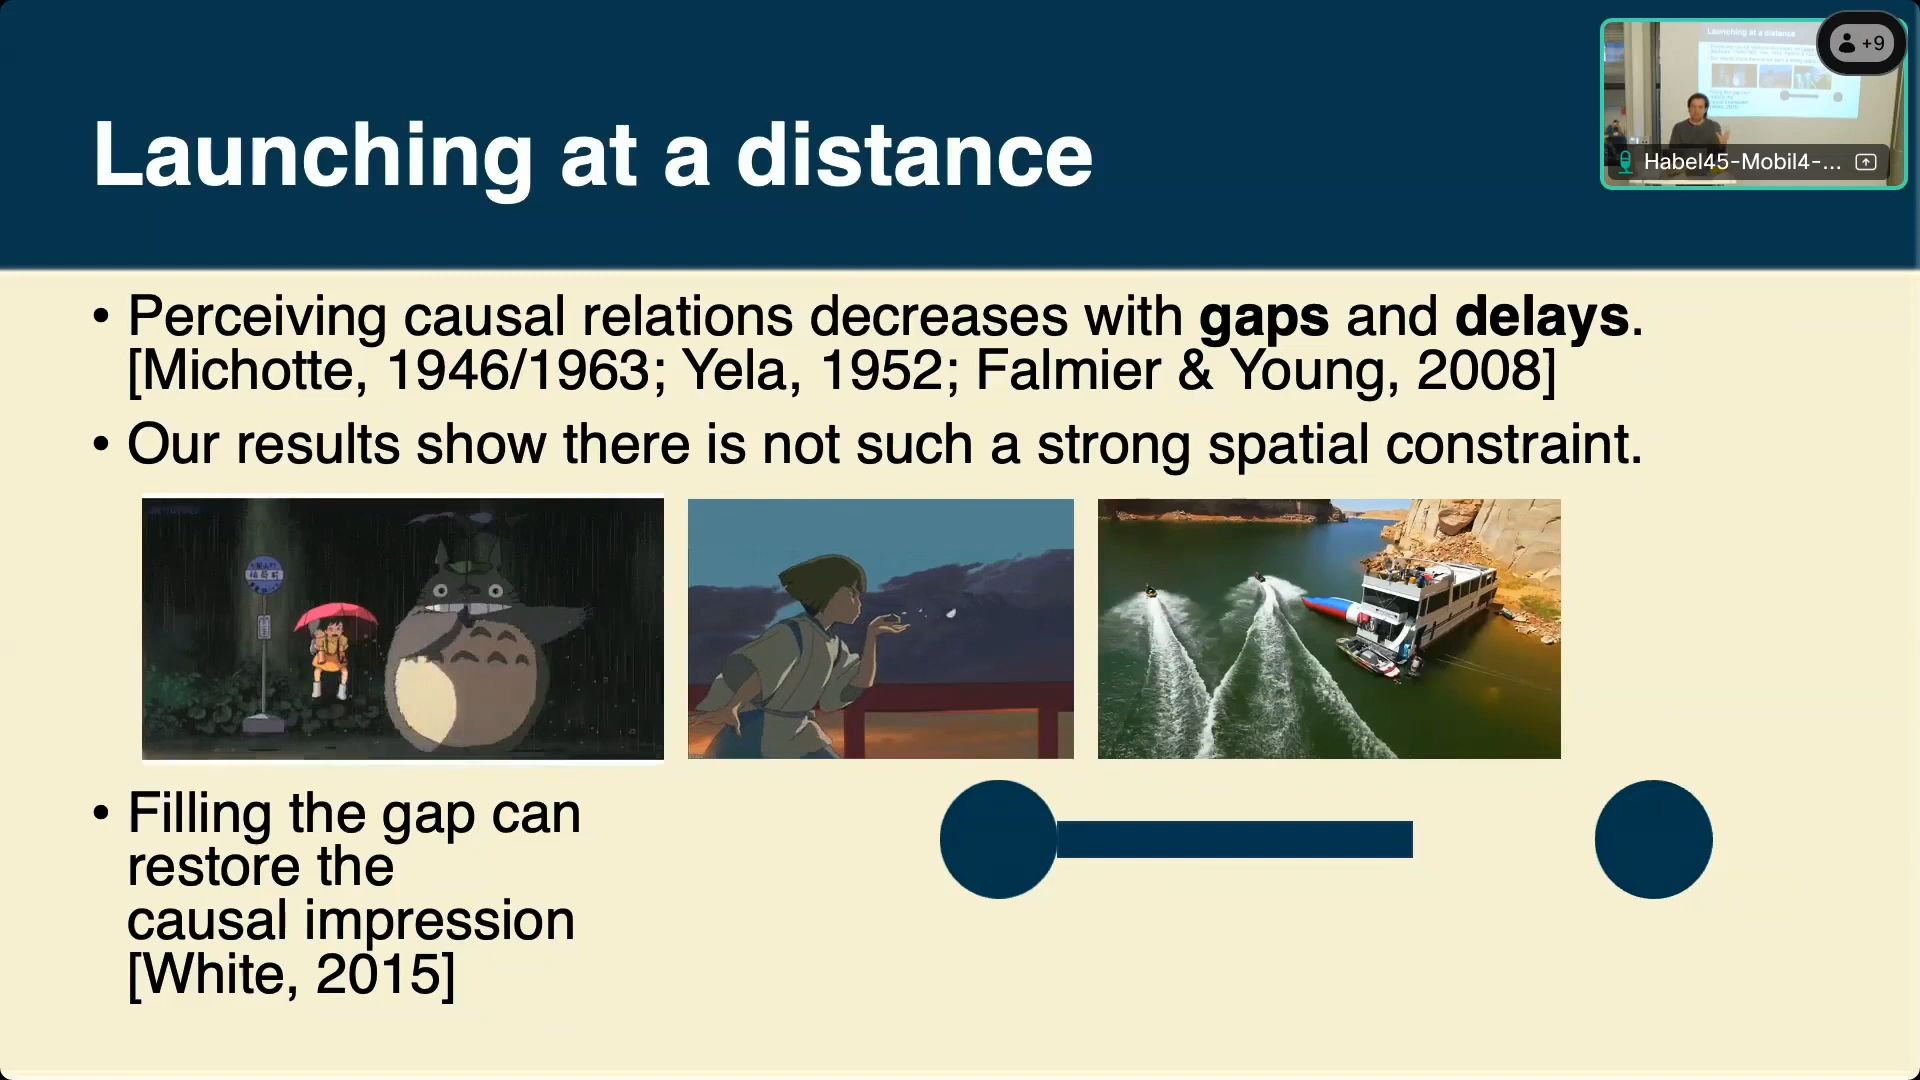 Launching at a distance
+9
Habel45-Mobil4-...
• Perceiving causal relations decreases with gaps and delays.
[Michotte, 1946/1963; Yela, 1952; Falmier & Young, 2008]
• Our results show there is not such a strong spatial constraint.
• Filling the gap can
restore the
causal impression
[White, 2015]